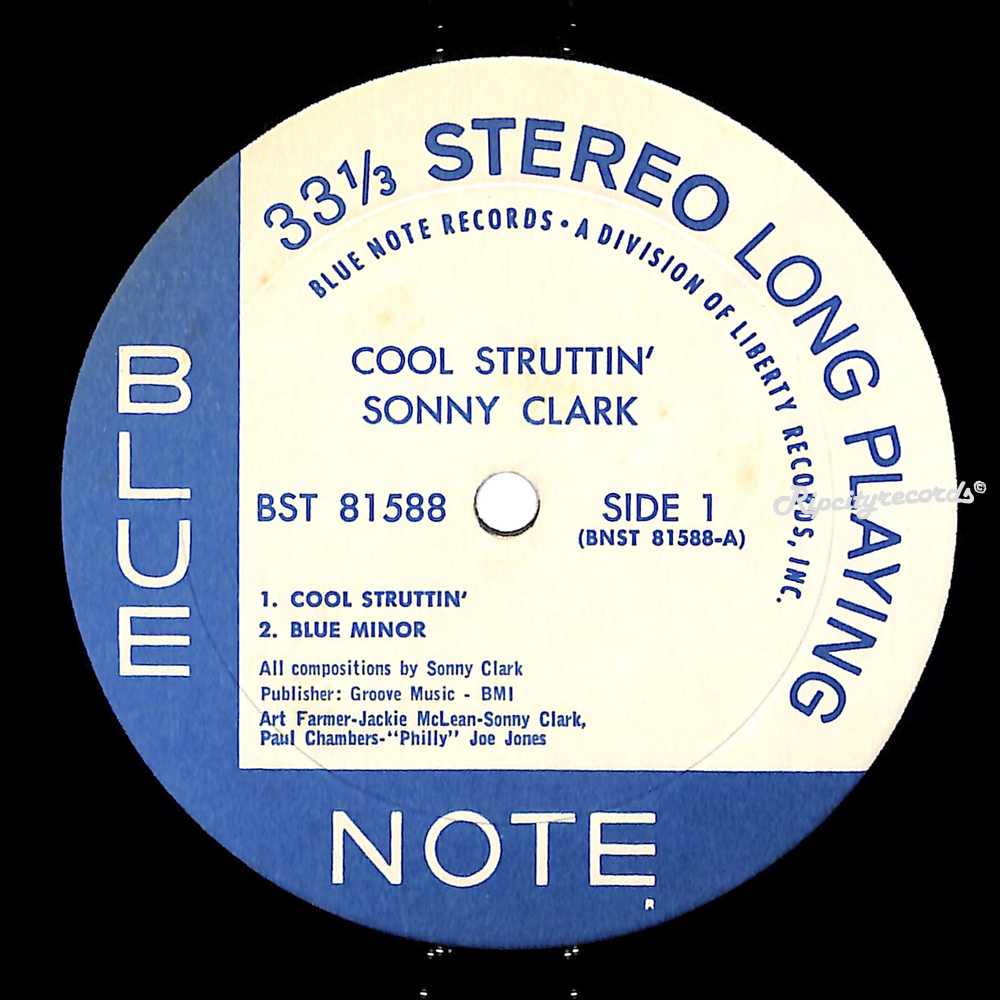 33⅓ STEREO LONG PLAYING
BLUE NOTE RECORDS • A DIVISION OF LIBERTY RECORDS, INC.
COOL STRUTTIN'
SONNY CLARK
BST 81588
SIDE 1
(BNST 81588-A)
1. COOL STRUTTIN'
2. BLUE MINOR
All compositions by Sonny Clark
Publisher: Groove Music - BMI
Art Farmer-Jackie McLean-Sonny Clark,
Paul Chambers-"Philly" Joe Jones
BLUE
NOTE
R
Ripcityrecords©